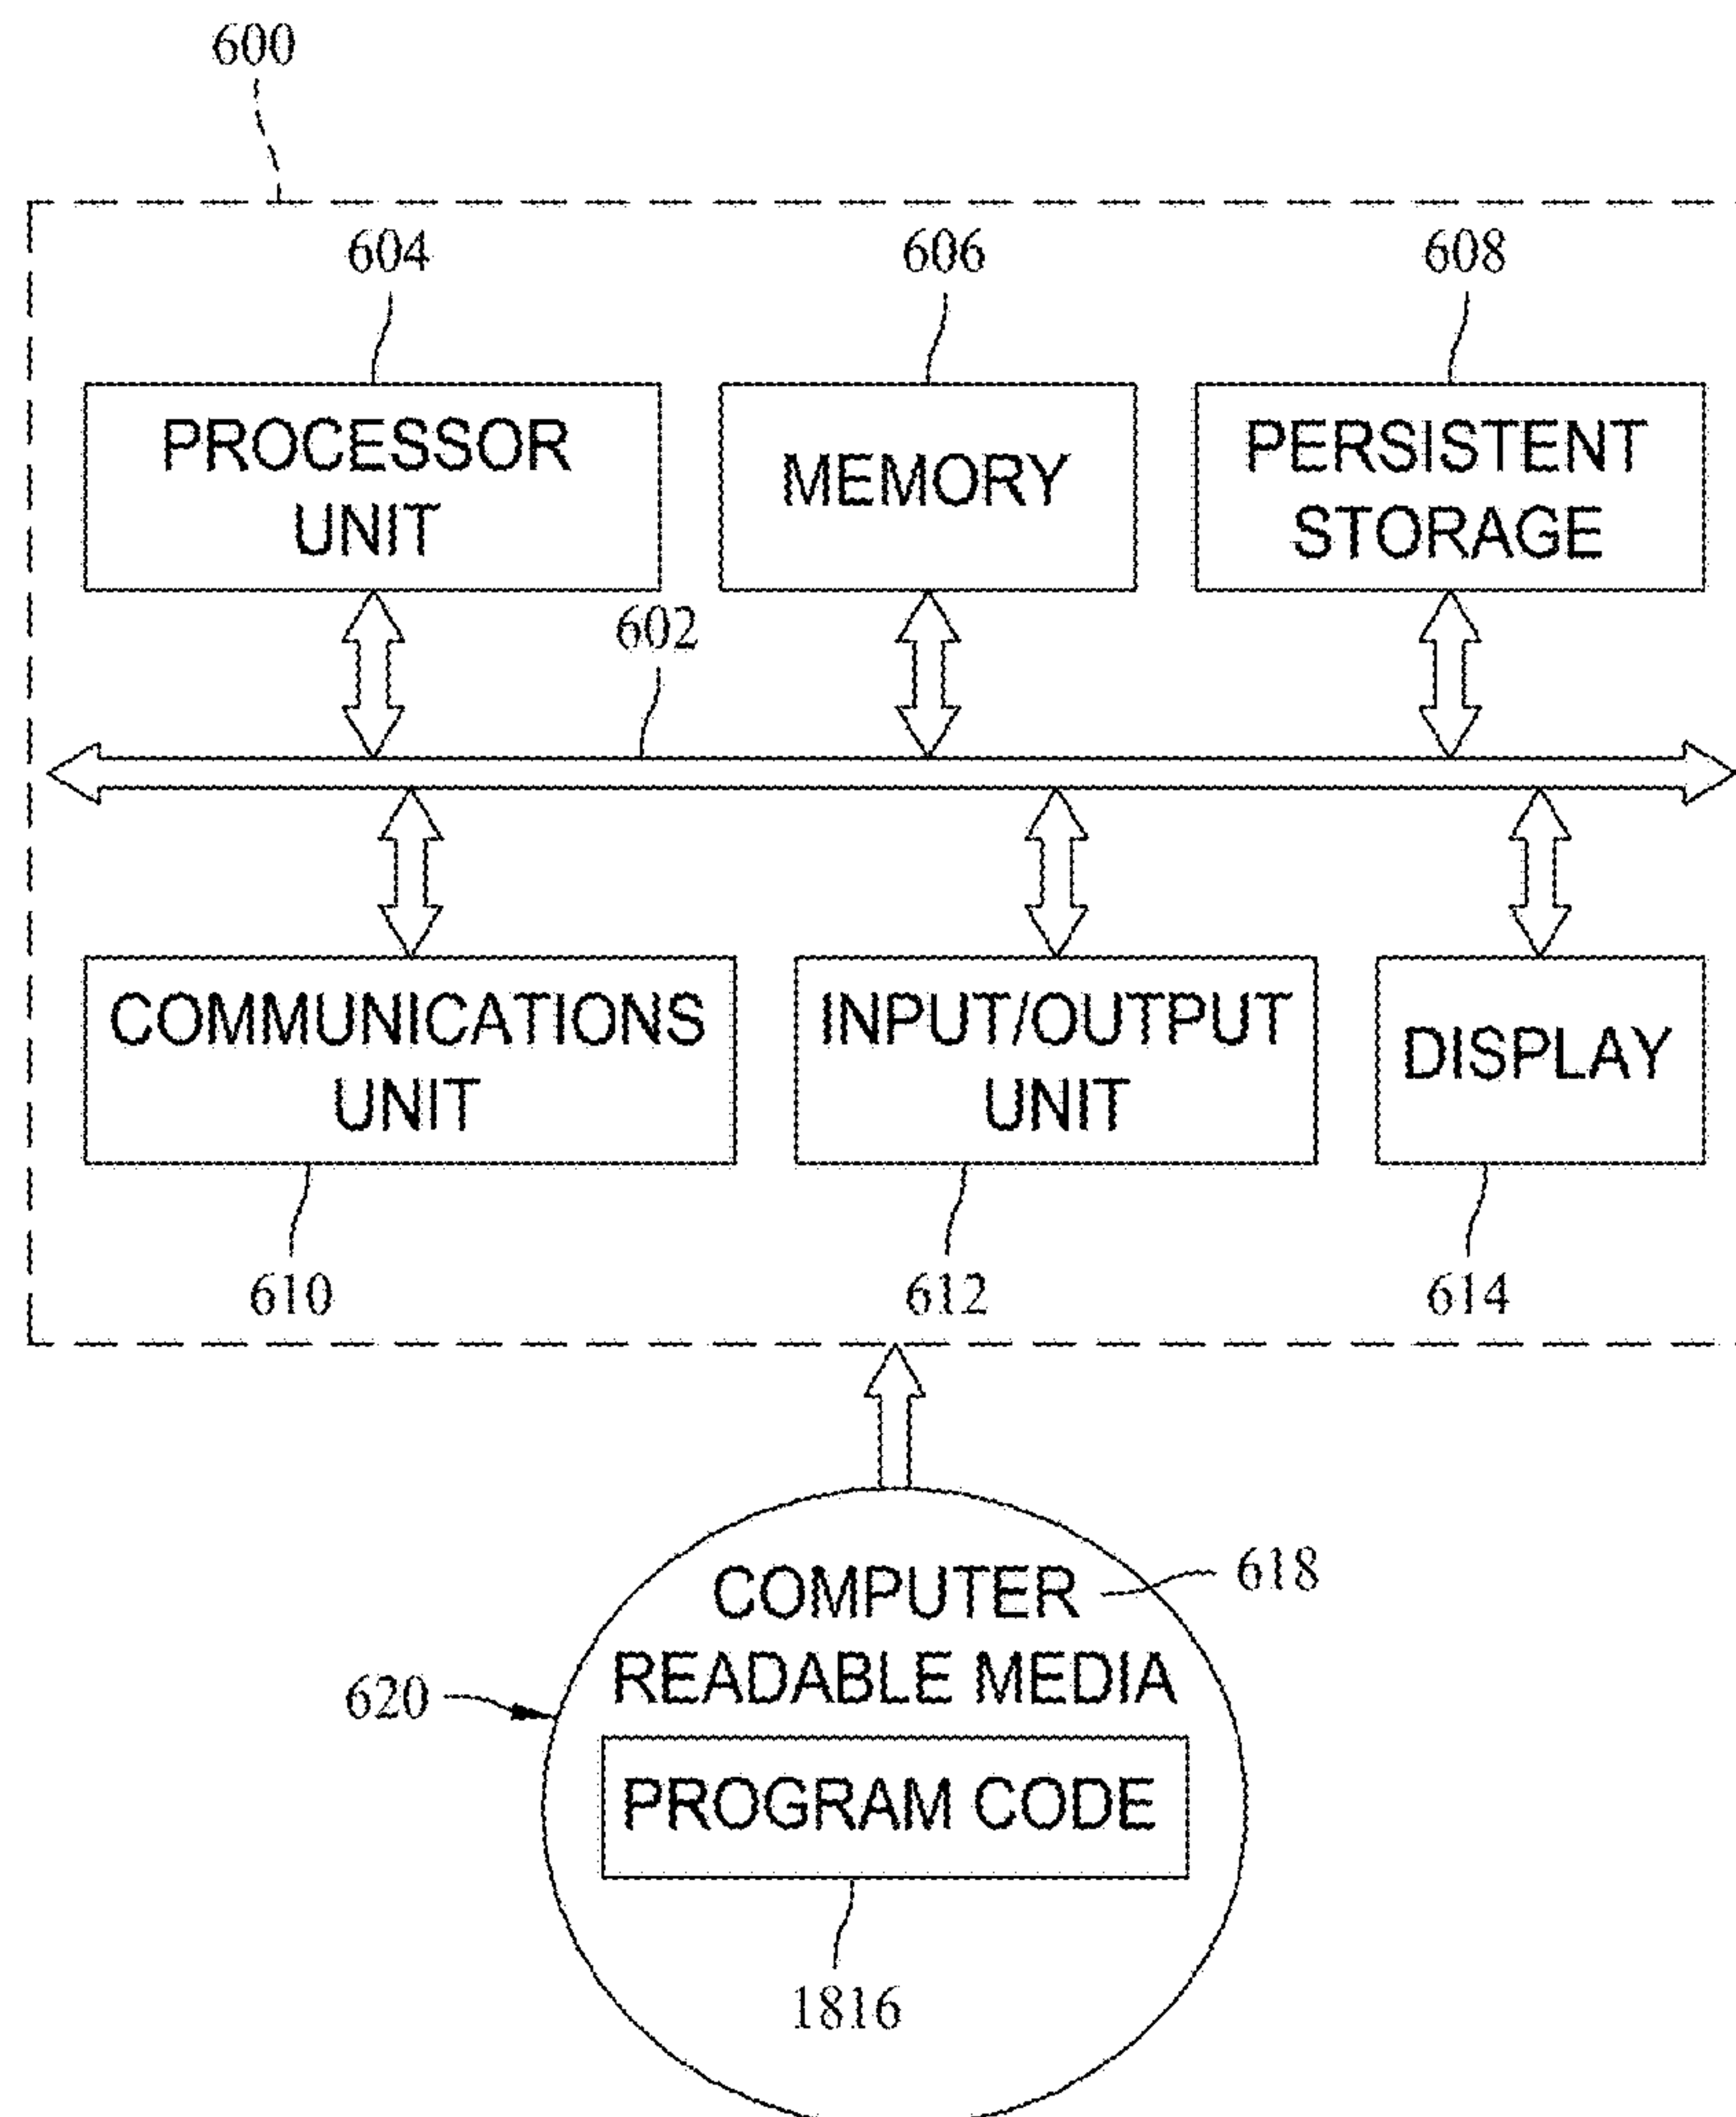 600
604
606
608
PROCESSOR
UNIT
MEMORY
PERSISTENT
STORAGE
602
COMMUNICATIONS
UNIT
INPUT/OUTPUT
UNIT
DISPLAY
610
612
614
COMPUTER
READABLE MEDIA
618
620
PROGRAM CODE
1816